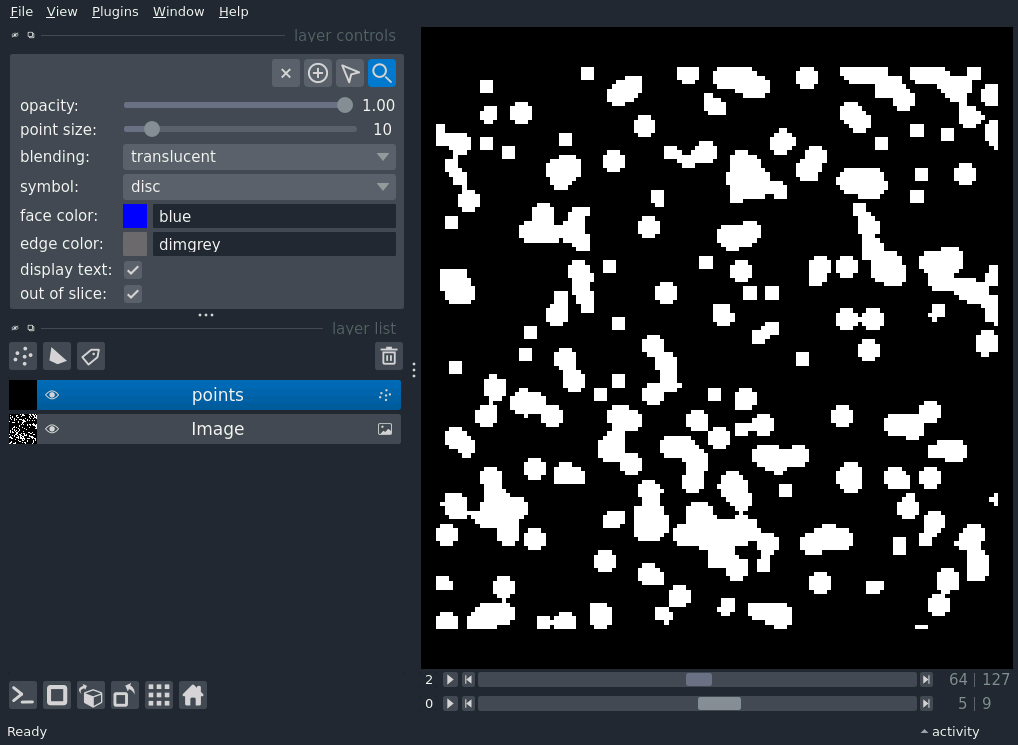 File View Plugins Window Help
layer controls
opacity: 1.00
point size: 10
blending: translucent
symbol: disc
face color: blue
edge color: dimgrey
display text:
out of slice:
layer list
points
Image
2 64 | 127
0 5 | 9
Ready activity